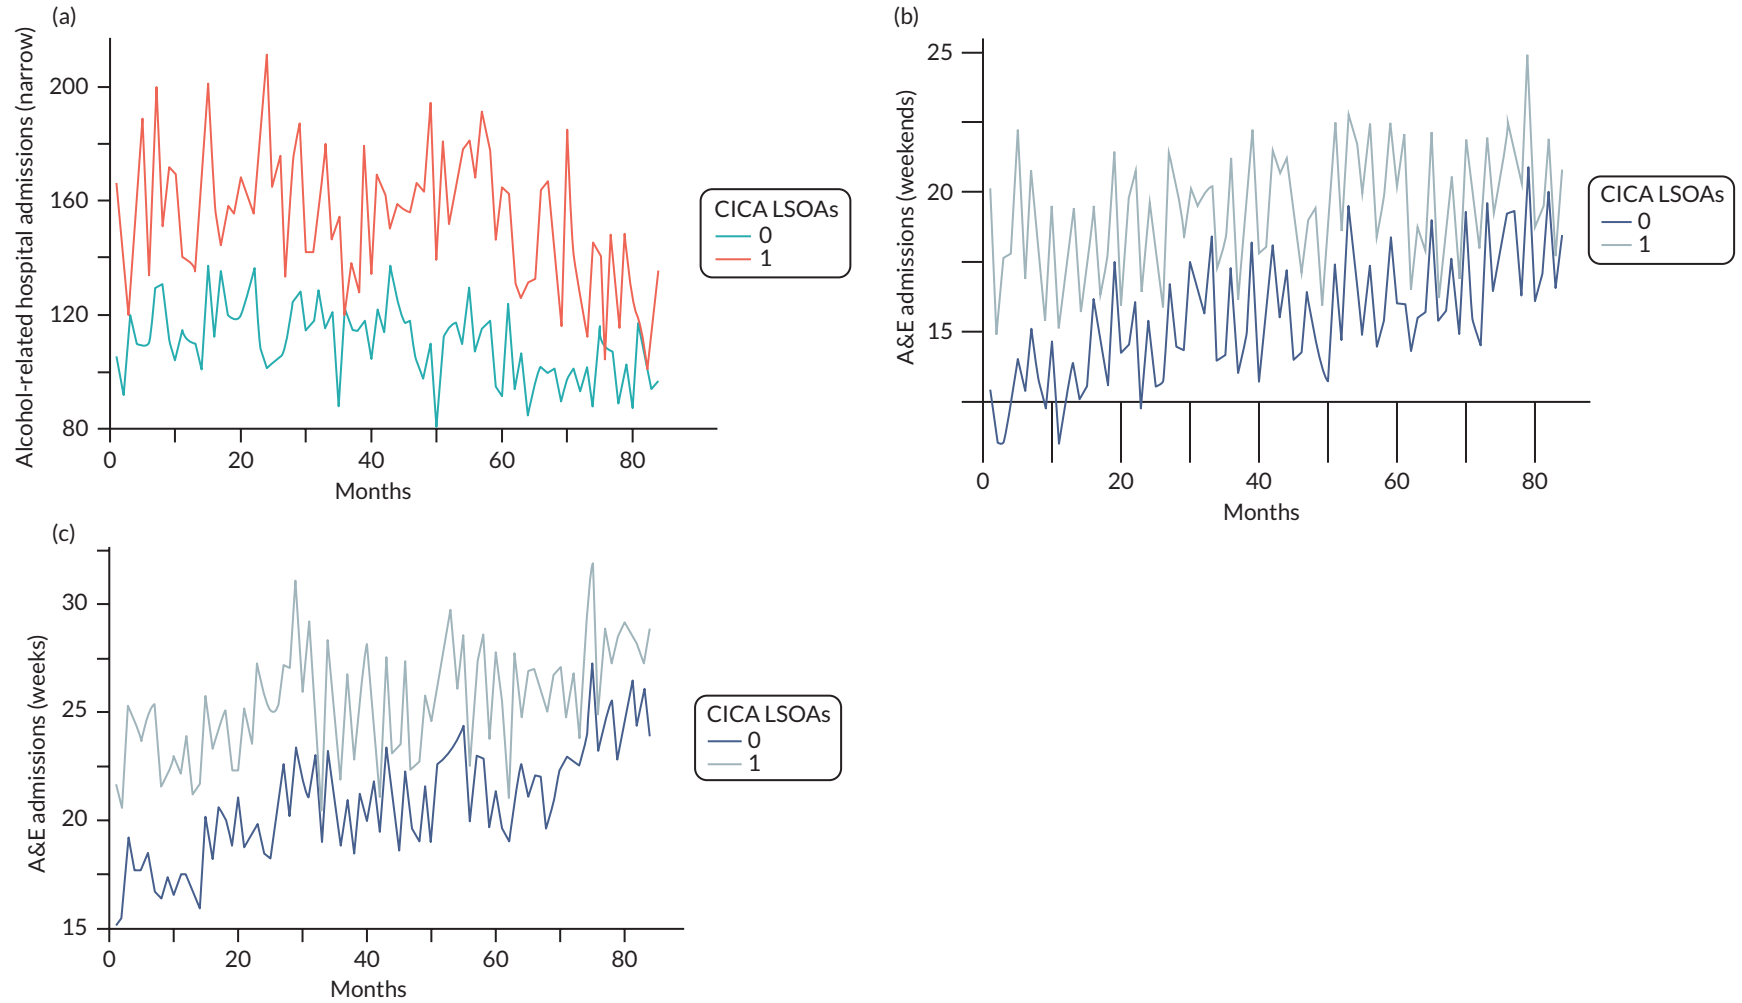 (a)
Alcohol-related hospital admissions (narrow)
200
160
120
80
0 20 40 60 80
Months
CICA LSOAs
0
1
(b)
A&E admissions (weekends)
25
20
15
0 20 40 60 80
Months
CICA LSOAs
0
1
(c)
A&E admissions (weeks)
30
25
20
15
0 20 40 60 80
Months
CICA LSOAs
0
1